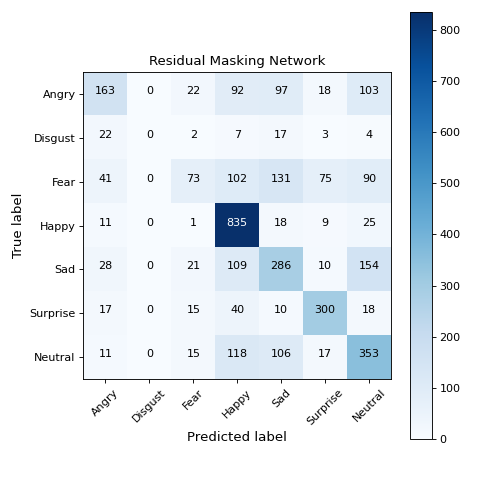 Residual Masking Network
True label
Angry 163 0 22 92 97 18 103
Disgust 22 0 2 7 17 3 4
Fear 41 0 73 102 131 75 90
Happy 11 0 1 835 18 9 25
Sad 28 0 21 109 286 10 154
Surprise 17 0 15 40 10 300 18
Neutral 11 0 15 118 106 17 353
Angry Disgust Fear Happy Sad Surprise Neutral
Predicted label
800
700
600
500
400
300
200
100
0